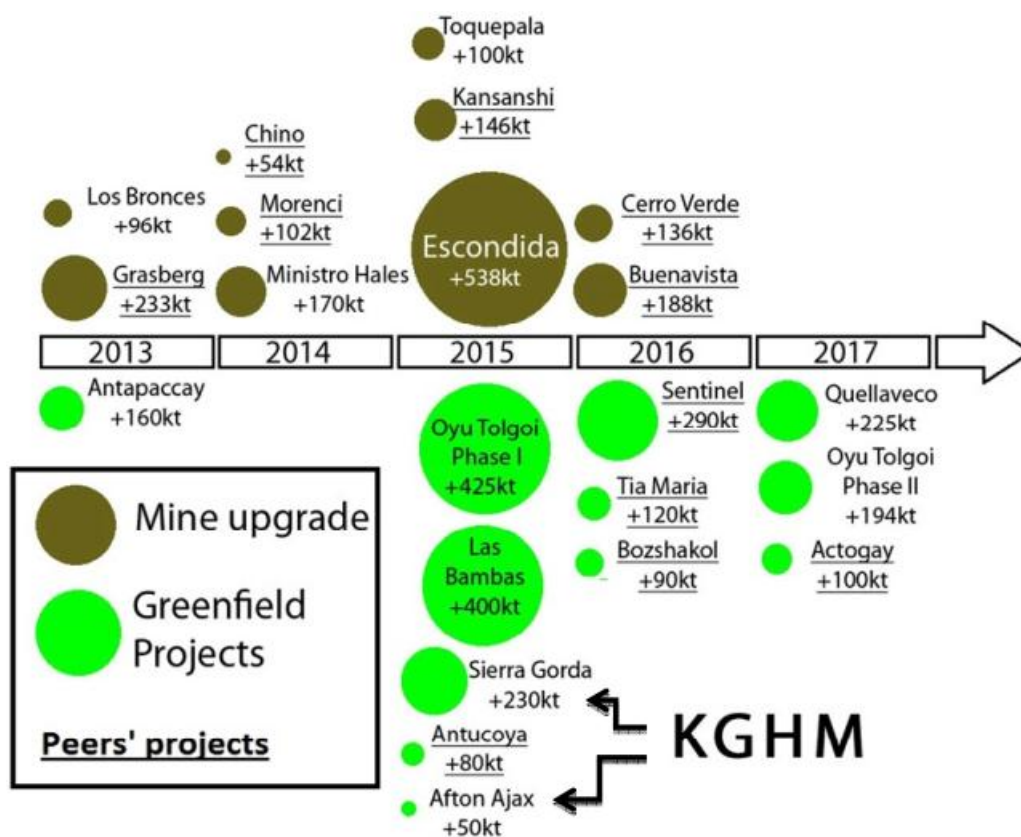 Toquepala
+100kt
Kansanshi
+146kt
Chino
+54kt
Los Bronces
+96kt
Morenci
+102kt
Escondida
+538kt
Cerro Verde
+136kt
Grasberg
+233kt
Ministro Hales
+170kt
Buenavista
+188kt
2013
2014
2015
2016
2017
Antapaccay
+160kt
Oyu Tolgoi
Phase I
+425kt
Sentinel
+290kt
Quellaveco
+225kt
Tia Maria
+120kt
Oyu Tolgoi
Phase II
+194kt
Las
Bambas
+400kt
Bozshakol
+90kt
Actogay
+100kt
Sierra Gorda
+230kt
Antucoya
+80kt
Afton Ajax
+50kt
KGHM
Mine upgrade
Greenfield
Projects
Peers' projects